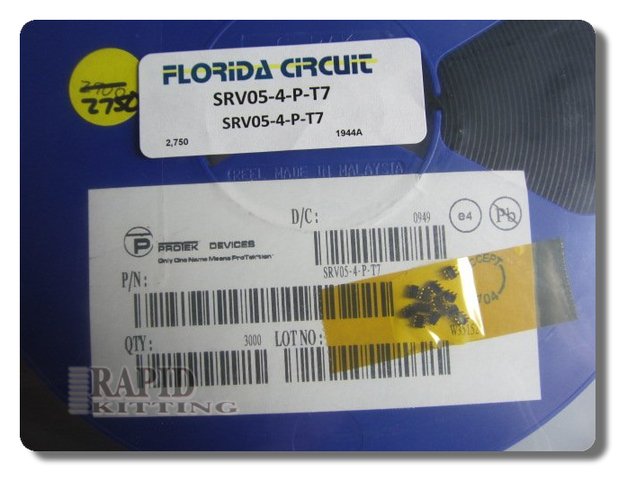 2900
2750
FLORIDA CIRCUIT
SRV05-4-P-T7
SRV05-4-P-T7
2,750 1944A
REEL MADE IN MALAYSIA
D/C: 0949
e4 Pb
P PROTEK DEVICES
Only One Name Means ProTek'tion
P/N: SRV05-4-P-T7
QTY: 3000 LOT NO:
RAPID
KITTING